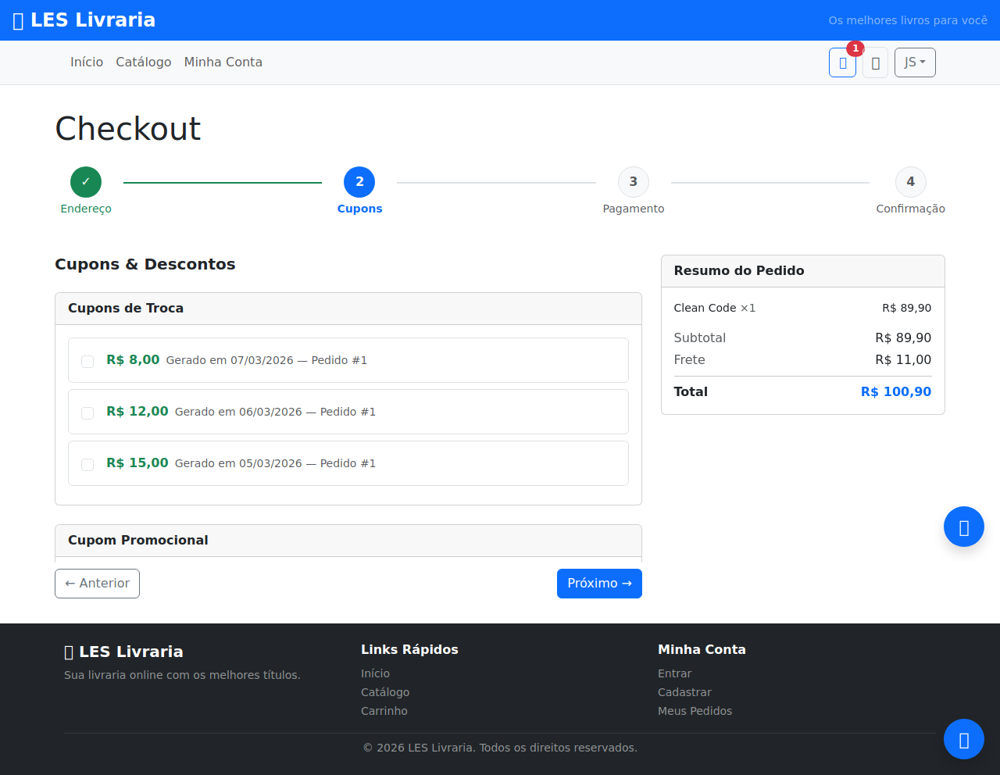 LES Livraria
Os melhores livros para você
Início Catálogo Minha Conta
1
JS
Checkout
✓ 2 3 4
Endereço Cupons Pagamento Confirmação
Cupons & Descontos
Cupons de Troca
R$ 8,00 Gerado em 07/03/2026 — Pedido #1
R$ 12,00 Gerado em 06/03/2026 — Pedido #1
R$ 15,00 Gerado em 05/03/2026 — Pedido #1
Cupom Promocional
← Anterior
Próximo →
Resumo do Pedido
Clean Code ×1 R$ 89,90
Subtotal R$ 89,90
Frete R$ 11,00
Total R$ 100,90
LES Livraria
Sua livraria online com os melhores títulos.
Links Rápidos
Início
Catálogo
Carrinho
Minha Conta
Entrar
Cadastrar
Meus Pedidos
© 2026 LES Livraria. Todos os direitos reservados.